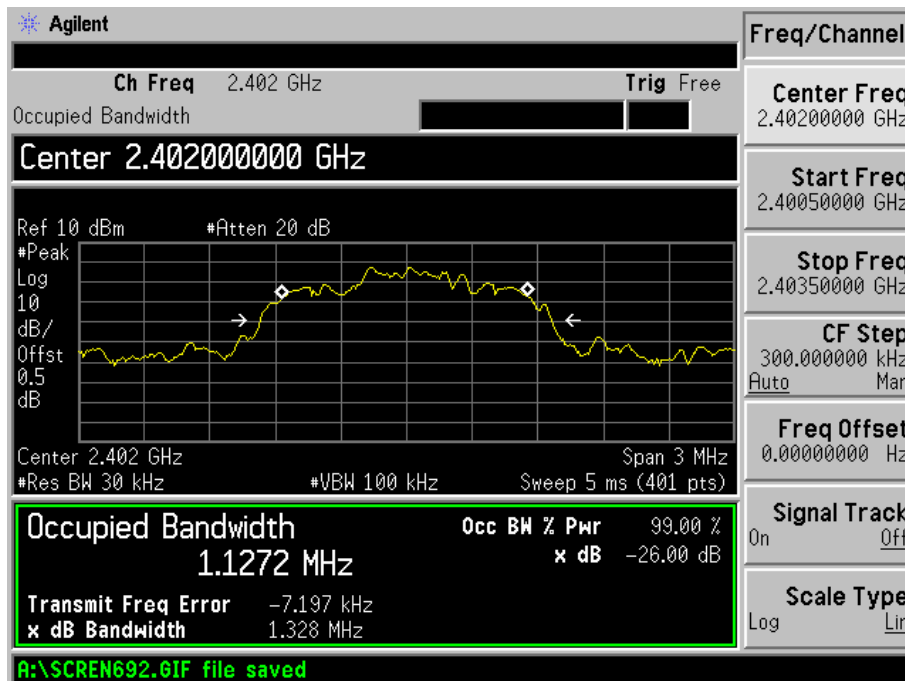 Agilent
Freq/Channel
Ch Freq 2.402 GHz Trig Free
Occupied Bandwidth
Center 2.402000000 GHz
Ref 10 dBm #Atten 20 dB
#Peak
Log
10
dB/
Offst
0.5
dB
Center 2.402 GHz Span 3 MHz
#Res BW 30 kHz #VBW 100 kHz Sweep 5 ms (401 pts)
Occupied Bandwidth
1.1272 MHz
Occ BW % Pwr 99.00 %
x dB -26.00 dB
Transmit Freq Error -7.197 kHz
x dB Bandwidth 1.328 MHz
A:\SCREN692.GIF file saved
Center Freq
2.40200000 GHz
Start Freq
2.40050000 GHz
Stop Freq
2.40350000 GHz
CF Step
300.000000 kHz
Auto Man
Freq Offset
0.00000000 Hz
Signal Track
On Off
Scale Type
Log Lin